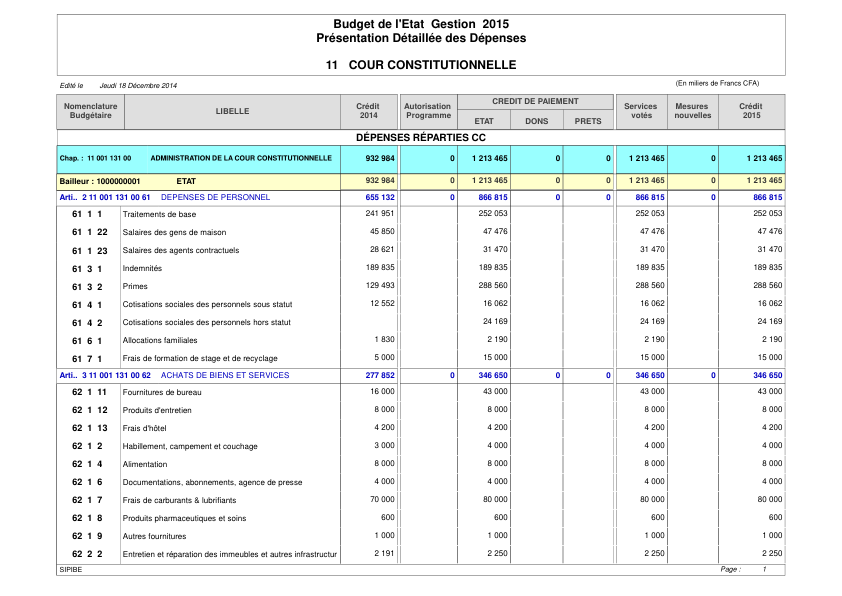 Budget de l'Etat Gestion 2015
Présentation Détaillée des Dépenses
11 COUR CONSTITUTIONNELLE
Edité le Jeudi 18 Décembre 2014 (En miliers de Francs CFA)
Nomenclature Budgétaire LIBELLE Crédit 2014 Autorisation Programme CREDIT DE PAIEMENT ETAT DONS PRETS Services votés Mesures nouvelles Crédit 2015
DÉPENSES RÉPARTIES CC
Chap. : 11 001 131 00 ADMINISTRATION DE LA COUR CONSTITUTIONNELLE 932 984 0 1 213 465 0 0 1 213 465 0 1 213 465
Bailleur : 1000000001 ETAT 932 984 0 1 213 465 0 0 1 213 465 0 1 213 465
Arti.. 2 11 001 131 00 61 DEPENSES DE PERSONNEL 655 132 0 866 815 0 0 866 815 0 866 815
61 1 1 Traitements de base 241 951 252 053 252 053 252 053
61 1 22 Salaires des gens de maison 45 850 47 476 47 476 47 476
61 1 23 Salaires des agents contractuels 28 621 31 470 31 470 31 470
61 3 1 Indemnités 189 835 189 835 189 835 189 835
61 3 2 Primes 129 493 288 560 288 560 288 560
61 4 1 Cotisations sociales des personnels sous statut 12 552 16 062 16 062 16 062
61 4 2 Cotisations sociales des personnels hors statut 24 169 24 169 24 169
61 6 1 Allocations familiales 1 830 2 190 2 190 2 190
61 7 1 Frais de formation de stage et de recyclage 5 000 15 000 15 000 15 000
Arti.. 3 11 001 131 00 62 ACHATS DE BIENS ET SERVICES 277 852 0 346 650 0 0 346 650 0 346 650
62 1 11 Fournitures de bureau 16 000 43 000 43 000 43 000
62 1 12 Produits d'entretien 8 000 8 000 8 000 8 000
62 1 13 Frais d'hôtel 4 200 4 200 4 200 4 200
62 1 2 Habillement, campement et couchage 3 000 4 000 4 000 4 000
62 1 4 Alimentation 8 000 8 000 8 000 8 000
62 1 6 Documentations, abonnements, agence de presse 4 000 4 000 4 000 4 000
62 1 7 Frais de carburants & lubrifiants 70 000 80 000 80 000 80 000
62 1 8 Produits pharmaceutiques et soins 600 600 600 600
62 1 9 Autres fournitures 1 000 1 000 1 000 1 000
62 2 2 Entretien et réparation des immeubles et autres infrastructur 2 191 2 250 2 250 2 250
SIPIBE Page : 1